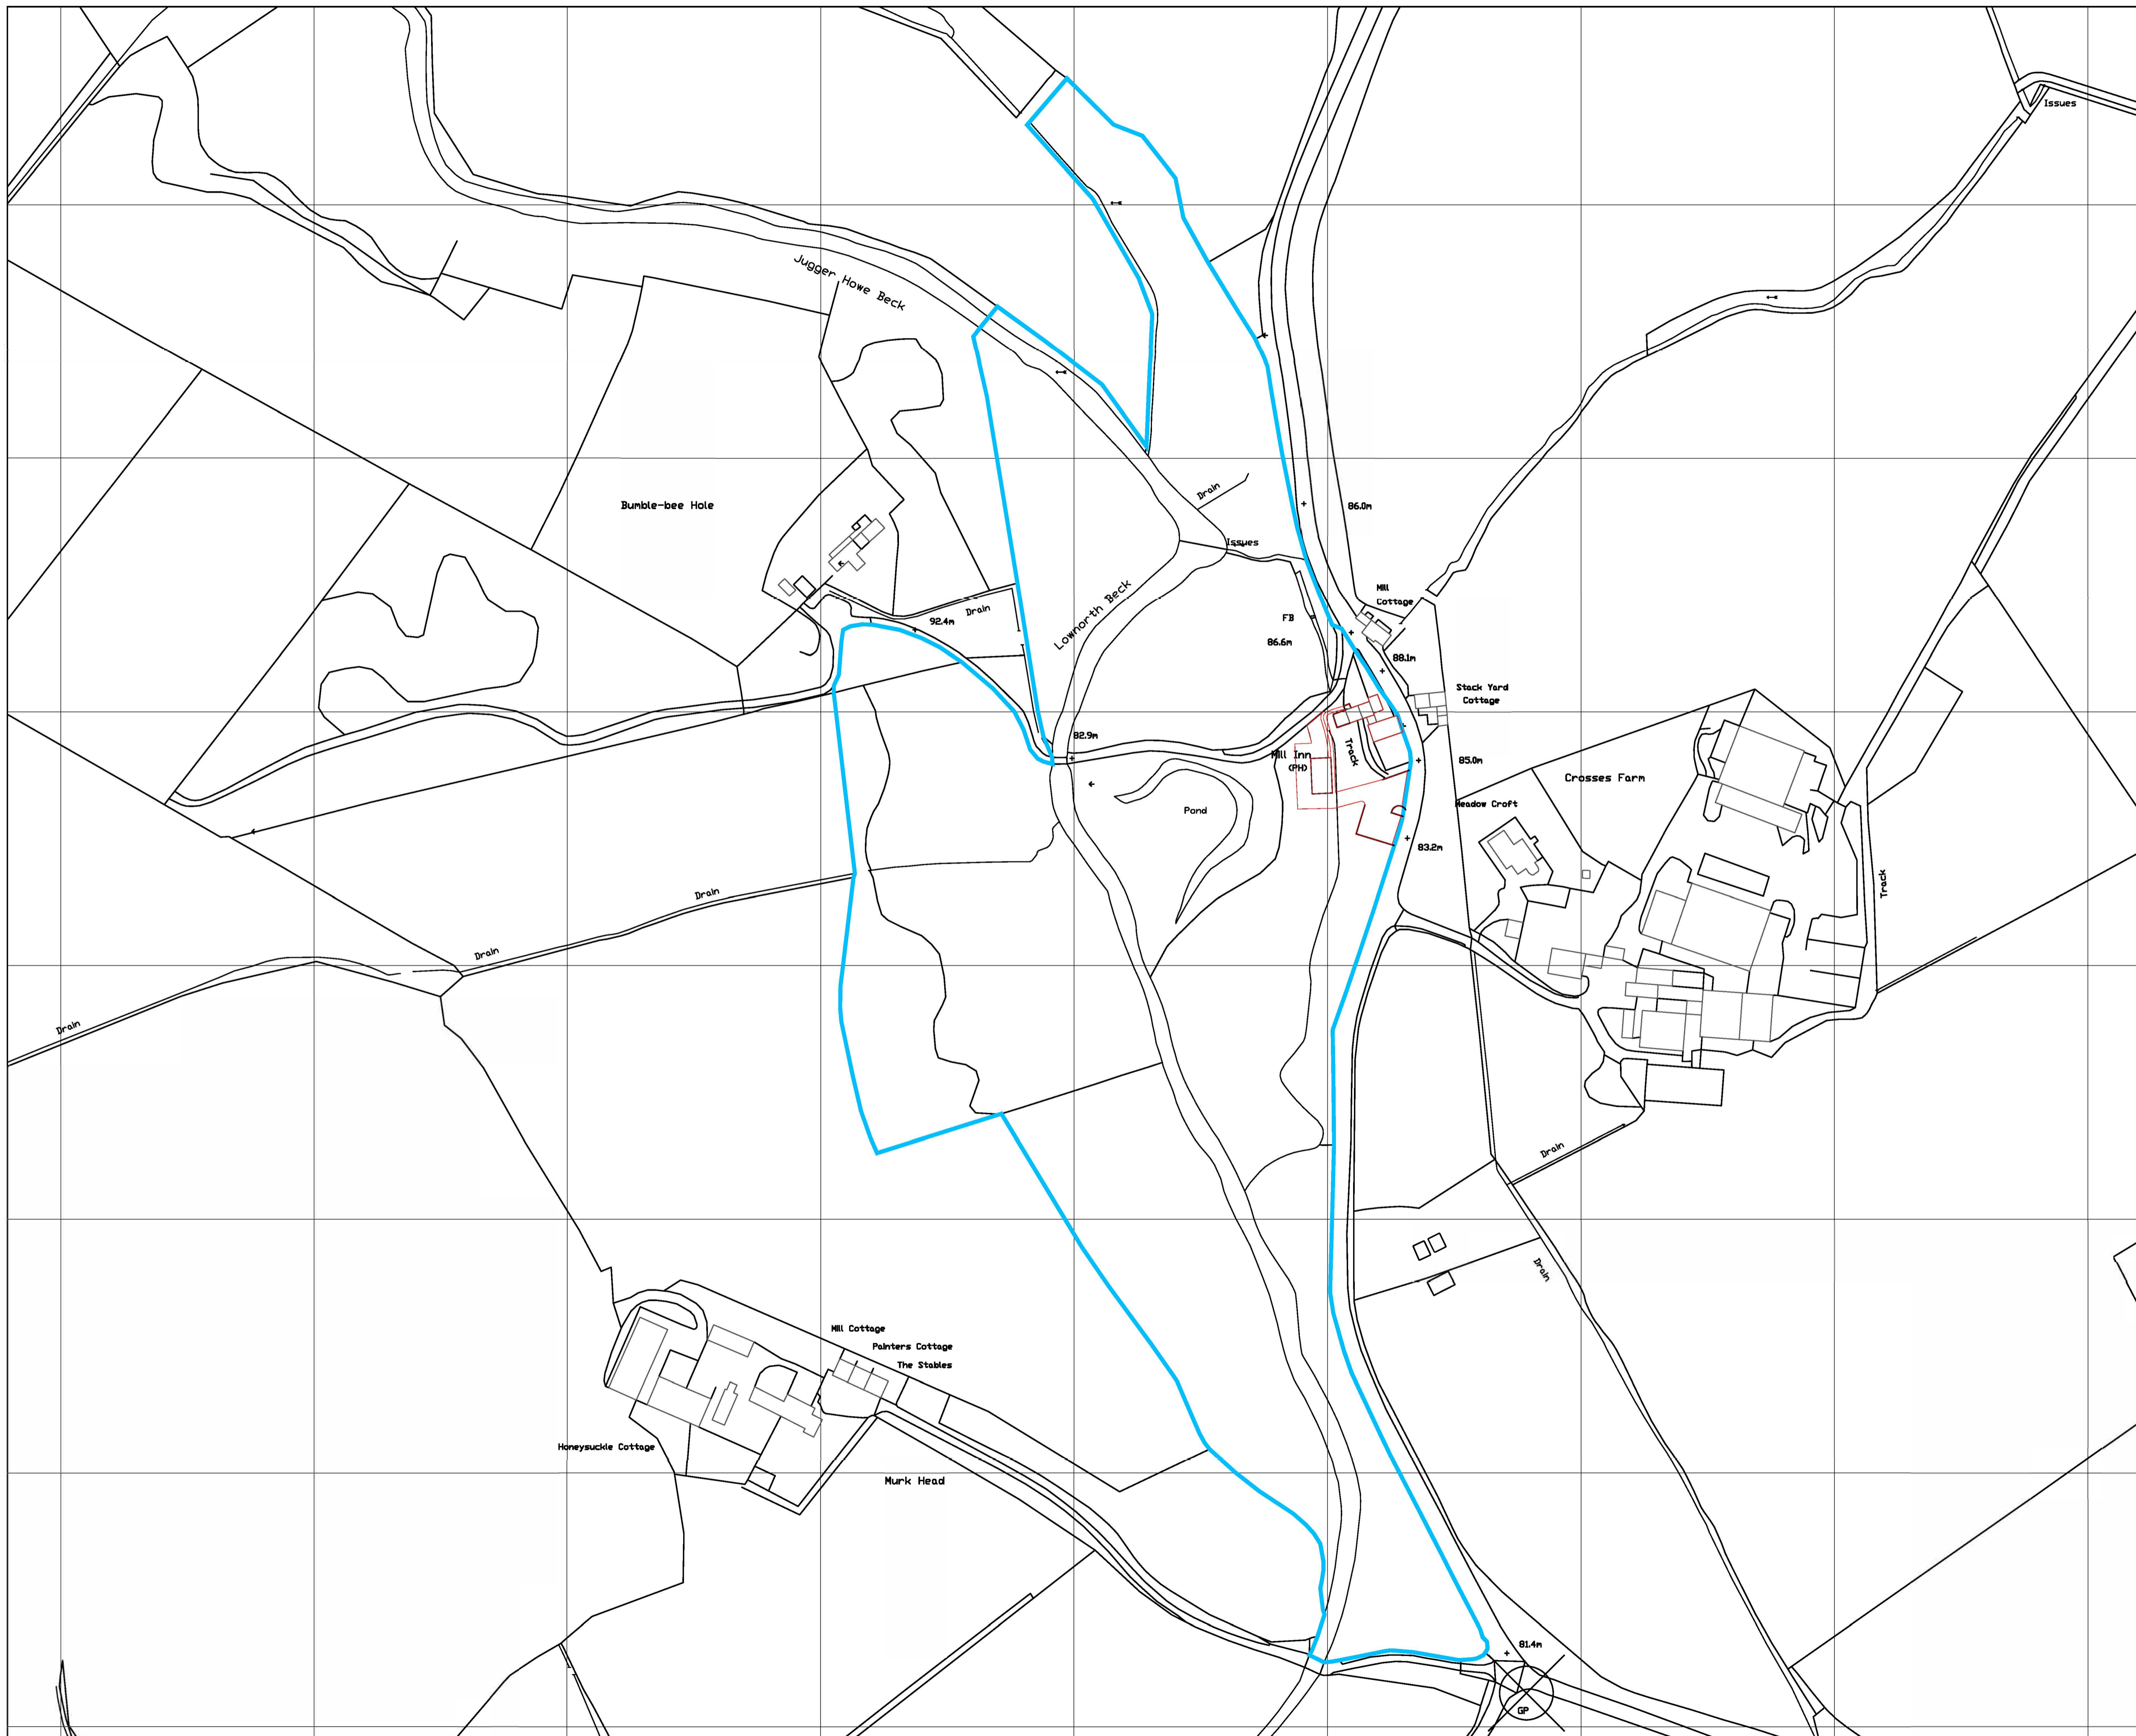 Issues
Jugger Howe Beck
Drain
86.0m
Bumble-bee Hole
Issues
Mill
Cottage
Lownorth Beck
Drain
FB
92.4m
86.6m
88.1m
Stack Yard
Cottage
82.9m
Mill Inn
(PH)
Track
85.0m
Crosses Farm
Meadow Croft
Pond
83.2m
Track
Drain
Drain
Drain
Drain
Drain
Mill Cottage
Painters Cottage
The Stables
Honeysuckle Cottage
Murk Head
81.4m
GP